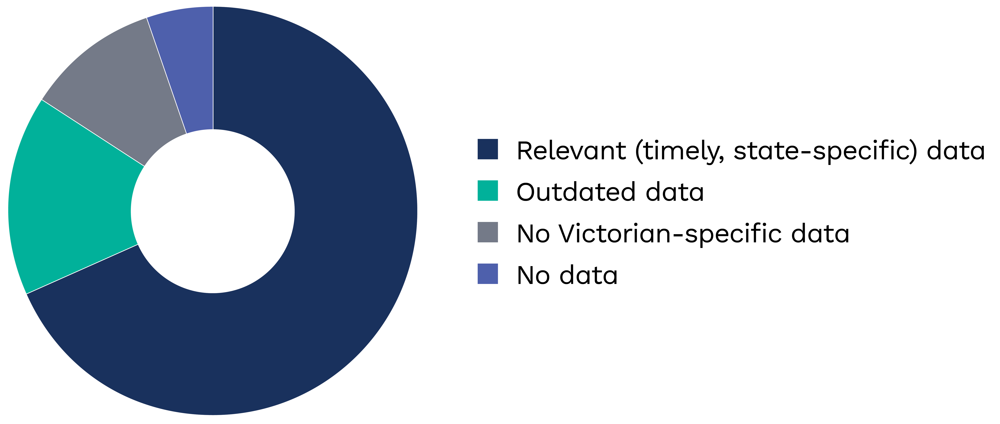 Relevant (timely, state-specific) data
Outdated data
No Victorian-specific data
No data